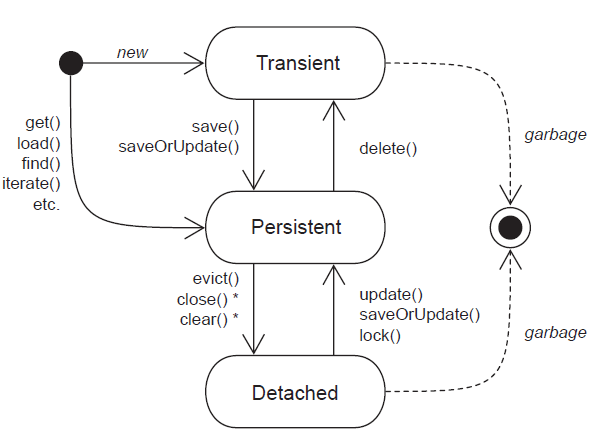 new
Transient
get()
load()
find()
iterate()
etc.
save()
saveOrUpdate()
delete()
garbage
Persistent
evict()
close() *
clear() *
update()
saveOrUpdate()
lock()
garbage
Detached